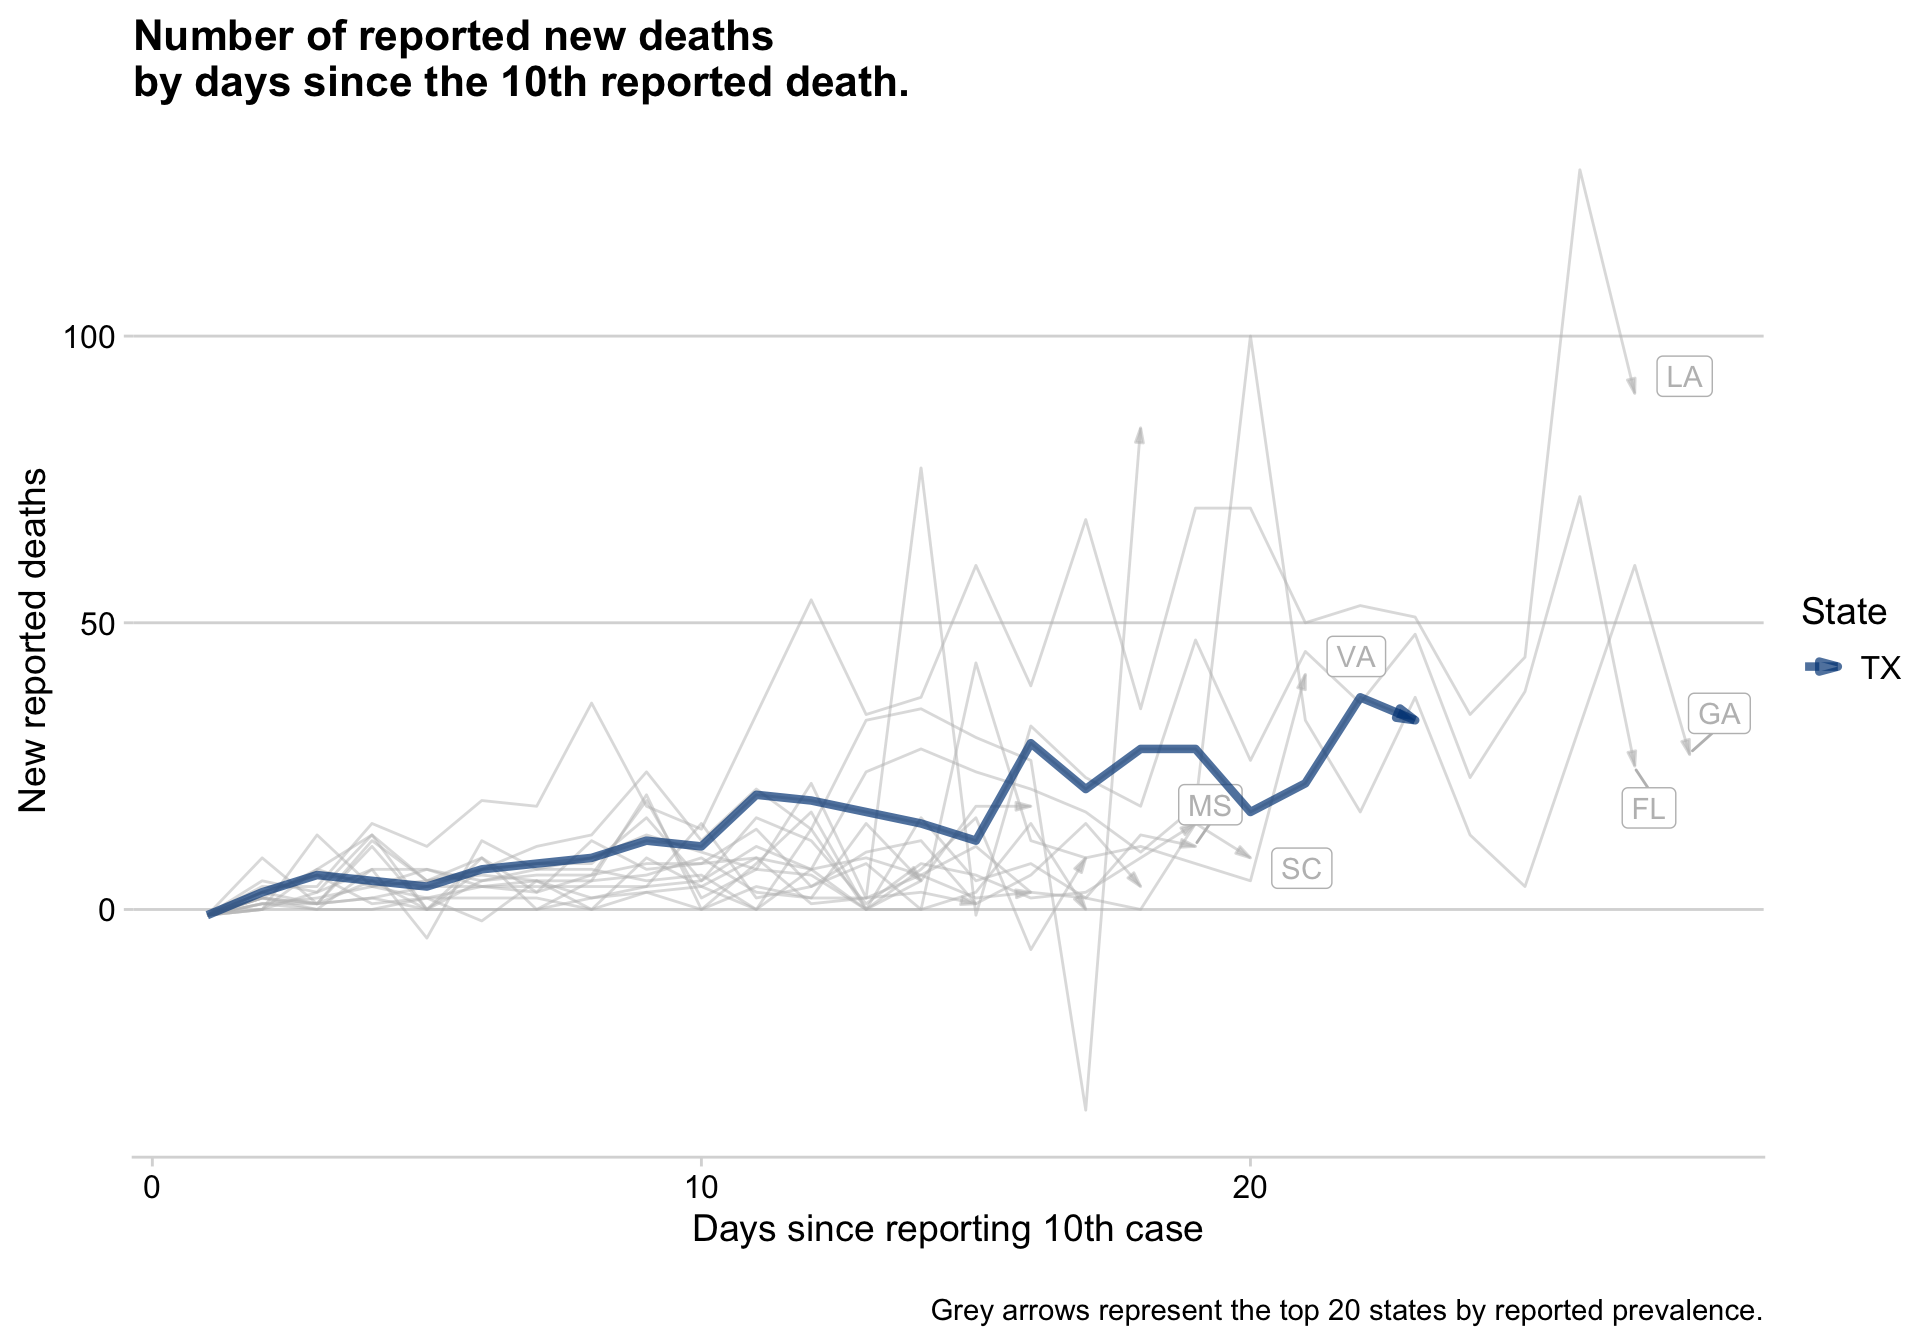 Number of reported new deaths
by days since the 10th reported death.
100
50
0
New reported deaths
LA
VA
GA
MS
FL
SC
State
TX
0
10
20
Days since reporting 10th case
Grey arrows represent the top 20 states by reported prevalence.